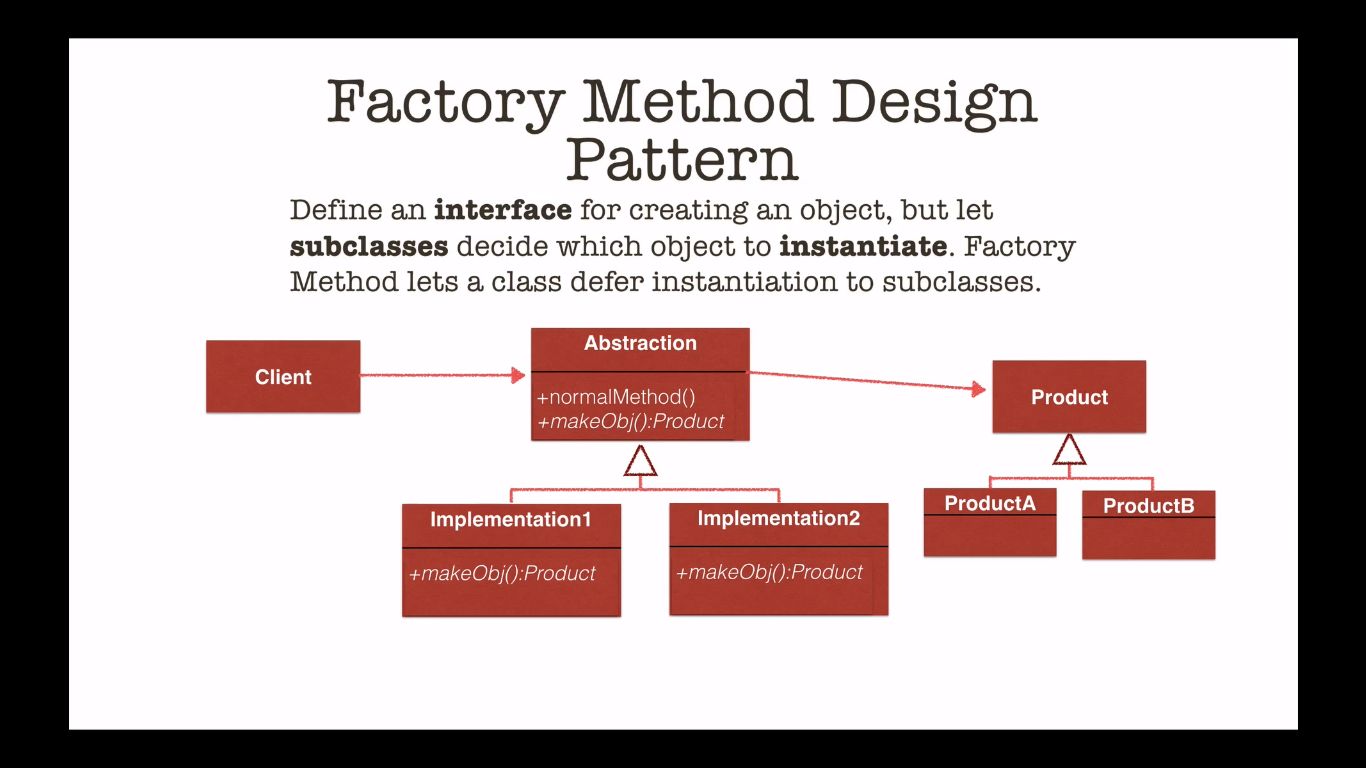 Factory Method Design
Pattern
Define an interface for creating an object, but let
subclasses decide which object to instantiate. Factory
Method lets a class defer instantiation to subclasses.
Client
Abstraction
+normalMethod()
+makeObj():Product
Product
Implementation1
+makeObj():Product
Implementation2
+makeObj():Product
ProductA
ProductB